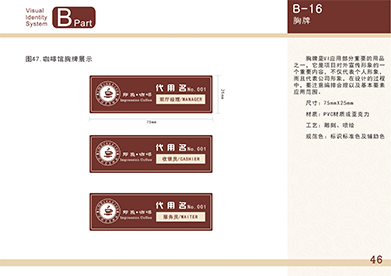 Visual
Identity
System
B Part
B-16
胸牌
图47. 咖啡馆胸牌展示
代用名 No.001
印象·咖啡
Impression Coffee
餐厅经理/MANAGER
25mm
75mm
代用名 No.001
印象·咖啡
Impression Coffee
收银员/CASHIER
代用名 No.001
印象·咖啡
Impression Coffee
服务员/WAITER
胸牌是VI应用部分重要的用品
之一。它是项目对外宣传形象的一
个重要内容。不仅代表个人形象,
而且代表公司形象。在设计的过程
中,要注意编排合理以及基本要素
应用范围。
尺寸:75mmX25mm
材质:PVC材质或亚克力
工艺:雕刻、喷绘
规范色:标识标准色及辅助色
46